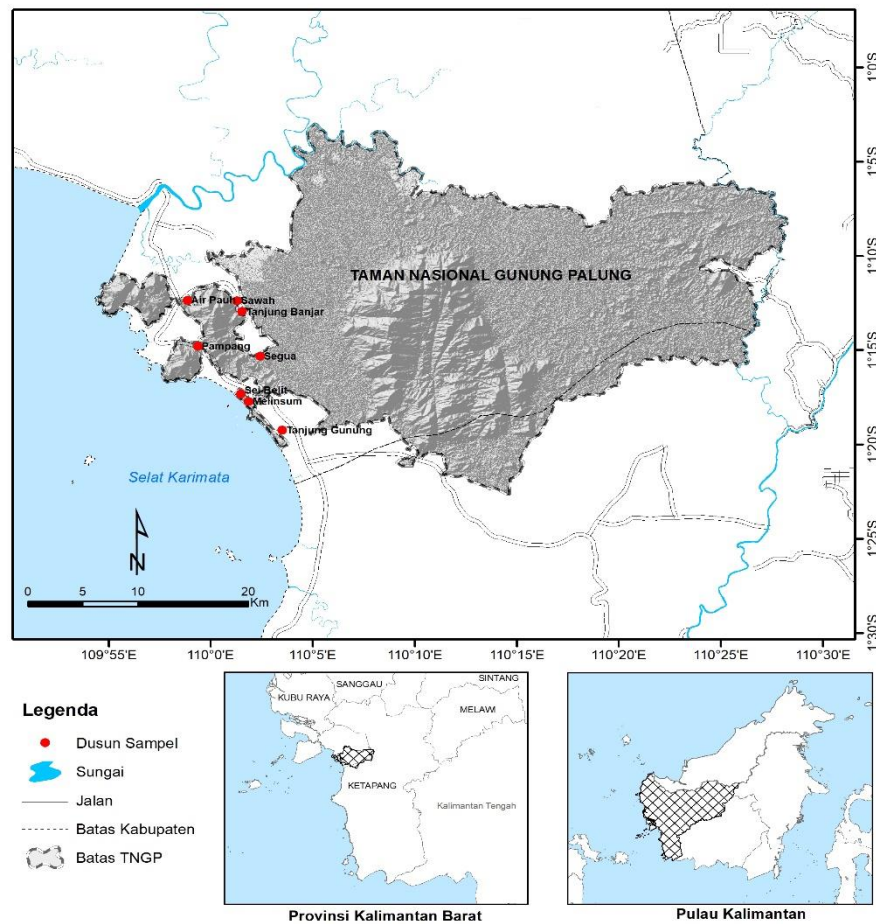 1°0'S
1°5'S
TAMAN NASIONAL GUNUNG PALUNG
1°10'S
Air Pauh
Sawah
Tanjung Banjar
Pampang
Segua
1°15'S
Sei Belit
Melinsum
Tanjung Gunung
1°20'S
Selat Karimata
N
1°25'S
0 5 10 20
Km
1°30'S
109°55'E 110°0'E 110°5'E 110°10'E 110°15'E 110°20'E 110°25'E 110°30'E
Legenda
Dusun Sampel
Sungai
Jalan
Batas Kabupaten
Batas TNGP
SANGGAU
SINTANG
KUBU RAYA
MELAWI
KETAPANG
Kalimantan Tengah
Provinsi Kalimantan Barat
Pulau Kalimantan